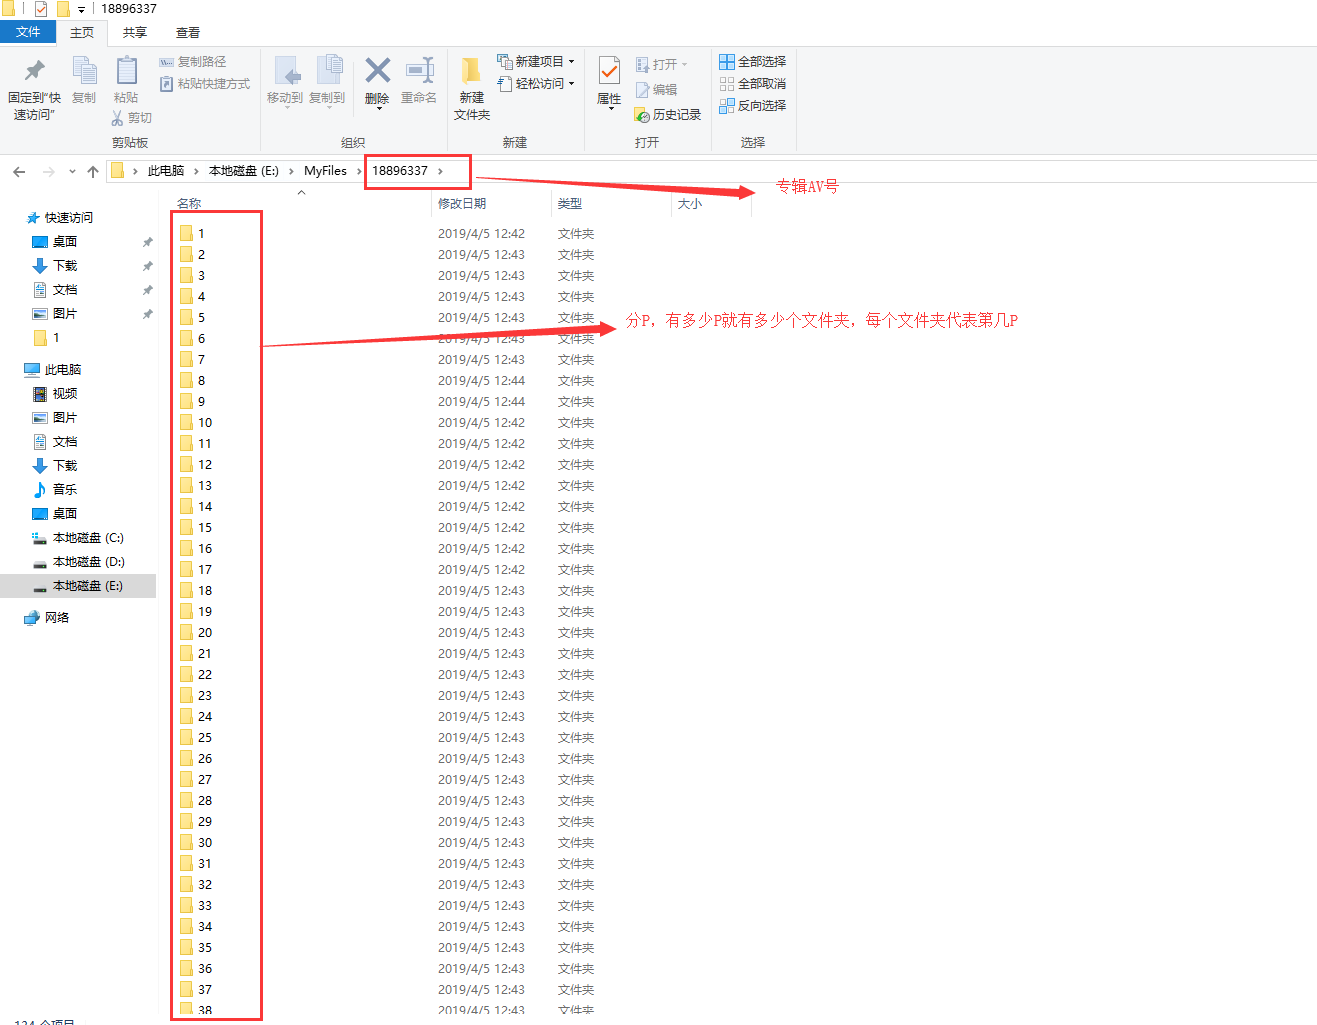 18896337
文件
主页
共享
查看
固定到"快
速访问"
复制
粘贴
复制路径
粘贴快捷方式
剪切
剪贴板
移动到
复制到
删除
重命名
组织
新建
文件夹
新建项目
轻松访问
新建
属性
打开
编辑
历史记录
打开
全部选择
全部取消
反向选择
选择
此电脑
本地磁盘 (E:)
MyFiles
18896337
专辑AV号
名称
修改日期
类型
大小
快速访问
桌面
下载
文档
图片
1
此电脑
视频
图片
文档
下载
音乐
桌面
本地磁盘 (C:)
本地磁盘 (D:)
本地磁盘 (E:)
网络
1 2019/4/5 12:42 文件夹
2 2019/4/5 12:43 文件夹
3 2019/4/5 12:43 文件夹
4 2019/4/5 12:43 文件夹
5 2019/4/5 12:43 文件夹
分P，有多少P就有多少个文件夹，每个文件夹代表第几P
6 2019/4/5 12:43 文件夹
7 2019/4/5 12:43 文件夹
8 2019/4/5 12:44 文件夹
9 2019/4/5 12:44 文件夹
10 2019/4/5 12:42 文件夹
11 2019/4/5 12:42 文件夹
12 2019/4/5 12:42 文件夹
13 2019/4/5 12:42 文件夹
14 2019/4/5 12:42 文件夹
15 2019/4/5 12:42 文件夹
16 2019/4/5 12:42 文件夹
17 2019/4/5 12:42 文件夹
18 2019/4/5 12:43 文件夹
19 2019/4/5 12:43 文件夹
20 2019/4/5 12:43 文件夹
21 2019/4/5 12:43 文件夹
22 2019/4/5 12:43 文件夹
23 2019/4/5 12:43 文件夹
24 2019/4/5 12:43 文件夹
25 2019/4/5 12:43 文件夹
26 2019/4/5 12:43 文件夹
27 2019/4/5 12:43 文件夹
28 2019/4/5 12:43 文件夹
29 2019/4/5 12:43 文件夹
30 2019/4/5 12:43 文件夹
31 2019/4/5 12:43 文件夹
32 2019/4/5 12:43 文件夹
33 2019/4/5 12:43 文件夹
34 2019/4/5 12:43 文件夹
35 2019/4/5 12:43 文件夹
36 2019/4/5 12:43 文件夹
37 2019/4/5 12:43 文件夹
38 2019/4/5 12:43 文件夹